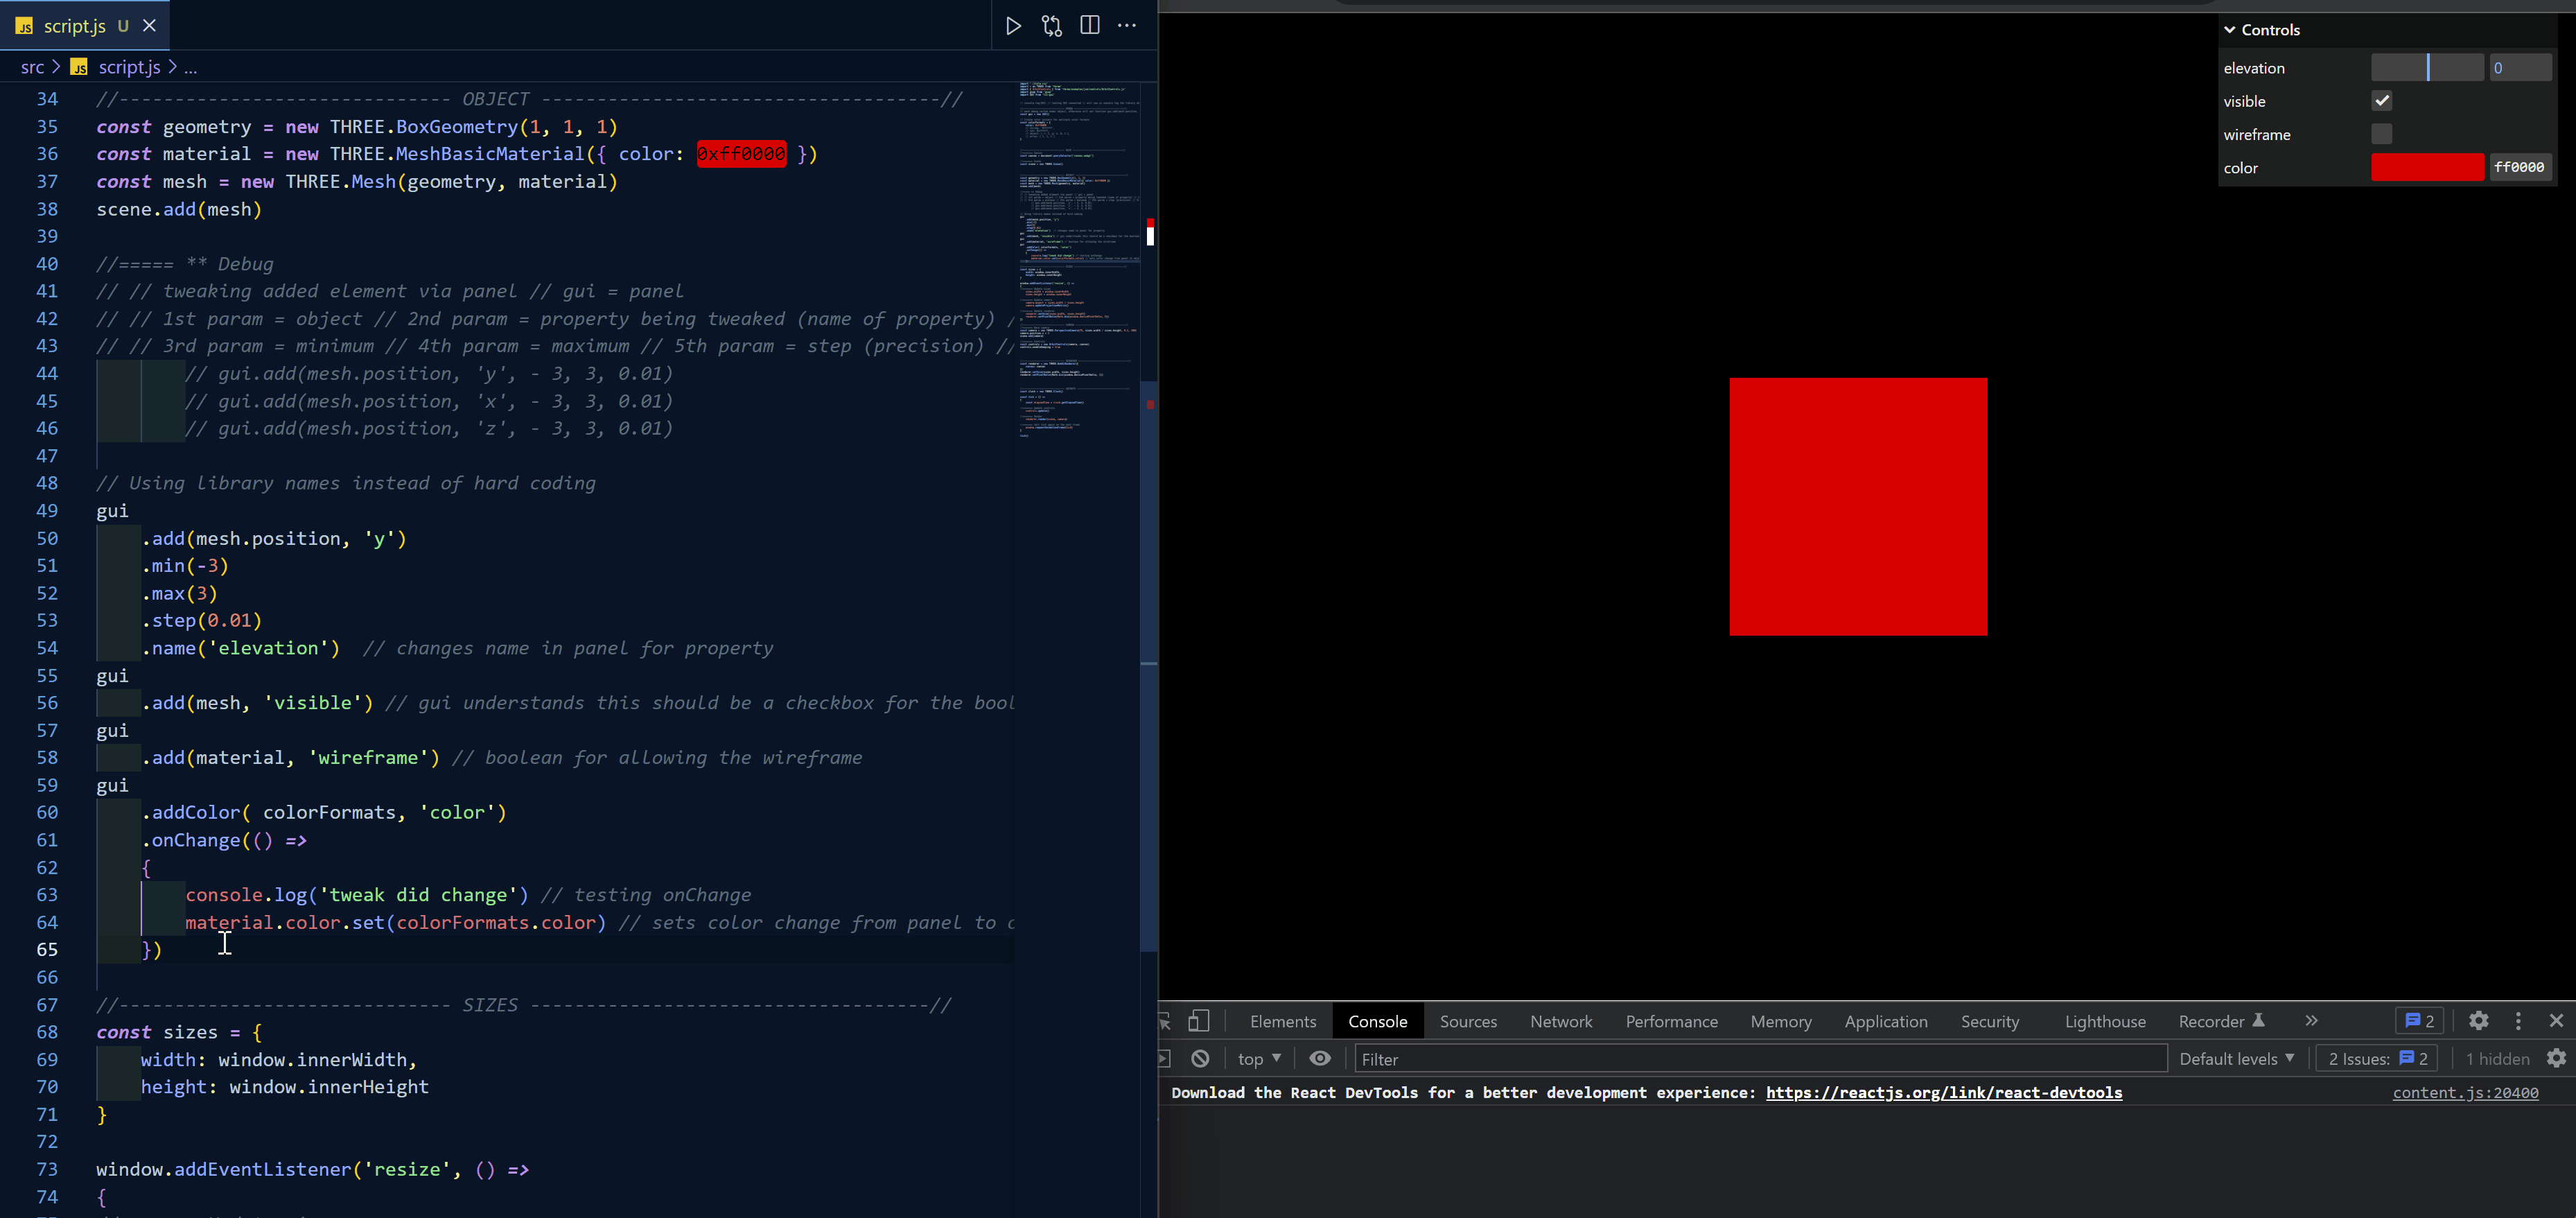 JS script.js U
src > JS script.js > ...
34 //------------------------------ OBJECT ------------------------------------//
35 const geometry = new THREE.BoxGeometry(1, 1, 1)
36 const material = new THREE.MeshBasicMaterial({ color: 0xff0000 })
37 const mesh = new THREE.Mesh(geometry, material)
38 scene.add(mesh)
39
40 //===== ** Debug
41 // // tweaking added element via panel // gui = panel
42 // // 1st param = object // 2nd param = property being tweaked (name of property) /
43 // // 3rd param = minimum // 4th param = maximum // 5th param = step (precision) //
44 // gui.add(mesh.position, 'y', - 3, 3, 0.01)
45 // gui.add(mesh.position, 'x', - 3, 3, 0.01)
46 // gui.add(mesh.position, 'z', - 3, 3, 0.01)
47
48 // Using library names instead of hard coding
49 gui
50 .add(mesh.position, 'y')
51 .min(-3)
52 .max(3)
53 .step(0.01)
54 .name('elevation')  // changes name in panel for property
55 gui
56 .add(mesh, 'visible') // gui understands this should be a checkbox for the bool
57 gui
58 .add(material, 'wireframe') // boolean for allowing the wireframe
59 gui
60 .addColor( colorFormats, 'color')
61 .onChange(() =>
62 {
63 console.log('tweak did change') // testing onChange
64 material.color.set(colorFormats.color) // sets color change from panel to c
65 })
66
67 //------------------------------ SIZES ------------------------------------//
68 const sizes = {
69 width: window.innerWidth,
70 height: window.innerHeight
71 }
72
73 window.addEventListener('resize', () =>
74 {
Controls
elevation 0
visible
wireframe
color ff0000
Elements Console Sources Network Performance Memory Application Security Lighthouse Recorder 2
top Filter Default levels 2 Issues: 2 1 hidden
Download the React DevTools for a better development experience: https://reactjs.org/link/react-devtools content.js:20400